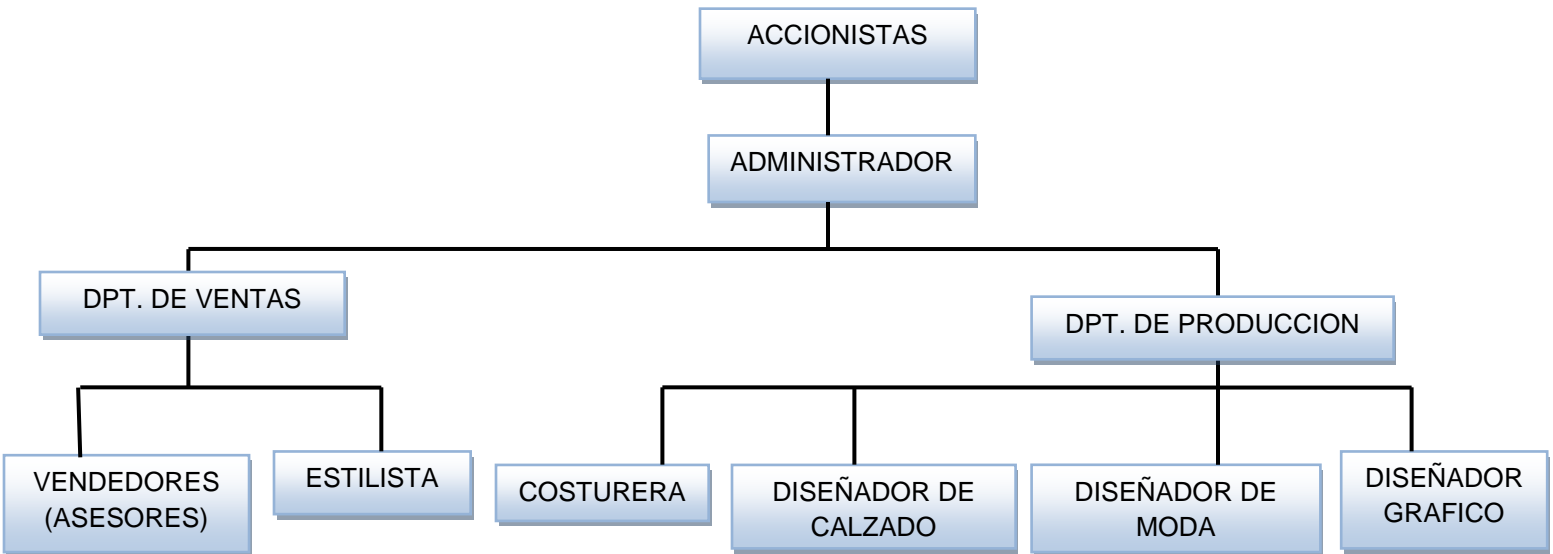 ACCIONISTAS
ADMINISTRADOR
DPT. DE VENTAS
DPT. DE PRODUCCION
VENDEDORES
(ASESORES)
ESTILISTA
COSTURERA
DISEÑADOR DE
CALZADO
DISEÑADOR DE
MODA
DISEÑADOR
GRAFICO